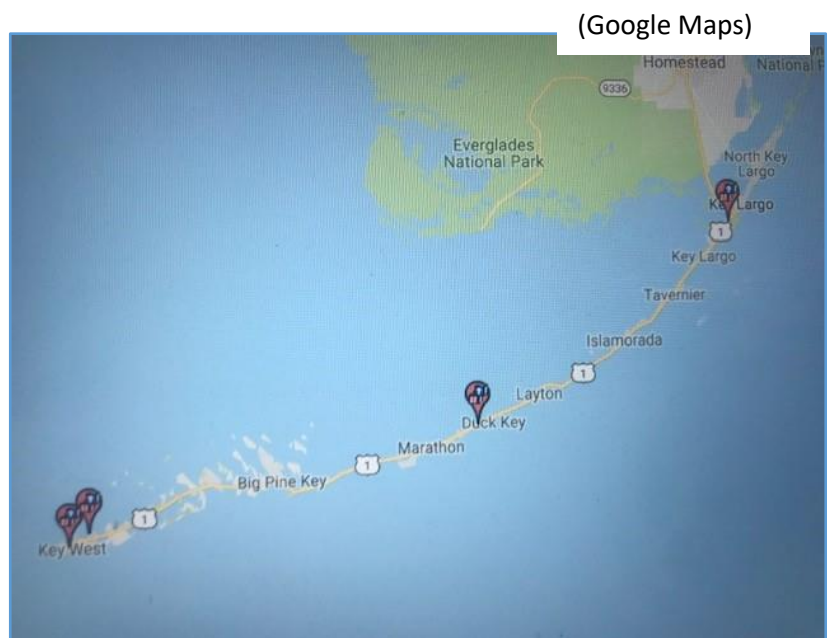 (Google Maps)
Homestead
National P
9336
Everglades
National Park
North Key
Largo
Key Largo
1
Key Largo
Tavernier
Islamorada
1
Layton
Duck Key
Marathon
1
Big Pine Key
1
Key West